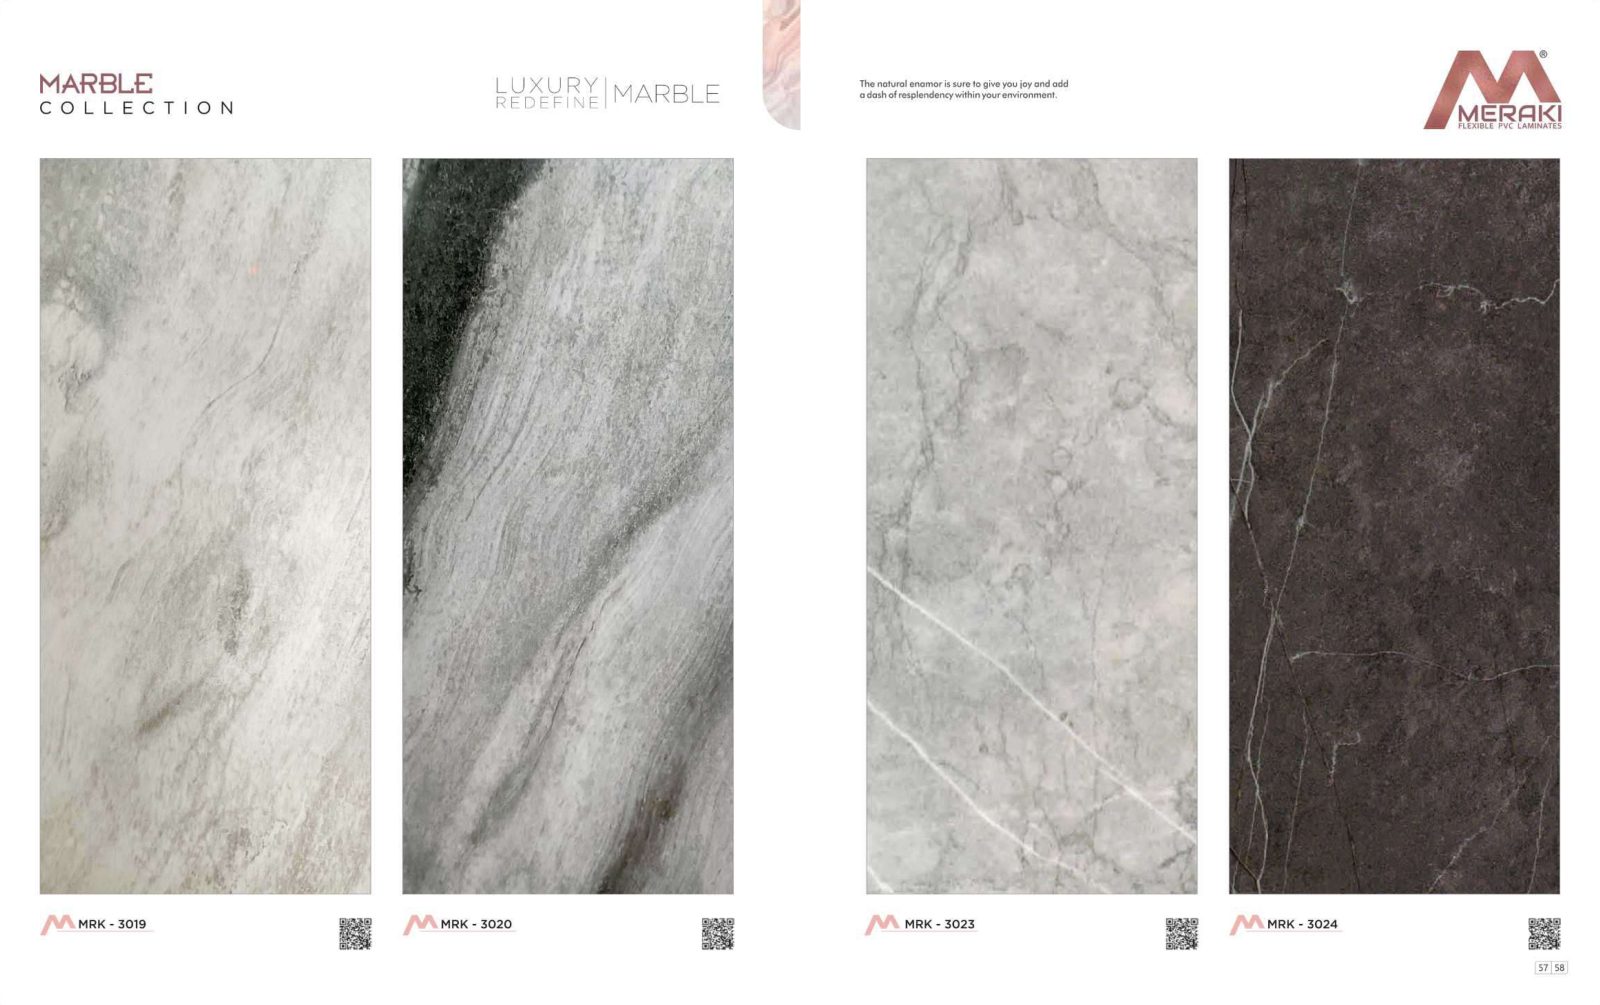 MARBLE
COLLECTION
LUXURY
REDEFINE
MARBLE
The natural enamor is sure to give you joy and add
a dash of resplendency within your environment.
®
MERAKI
FLEXIBLE PVC LAMINATES
MRK - 3019
MRK - 3020
MRK - 3023
MRK - 3024
57 58